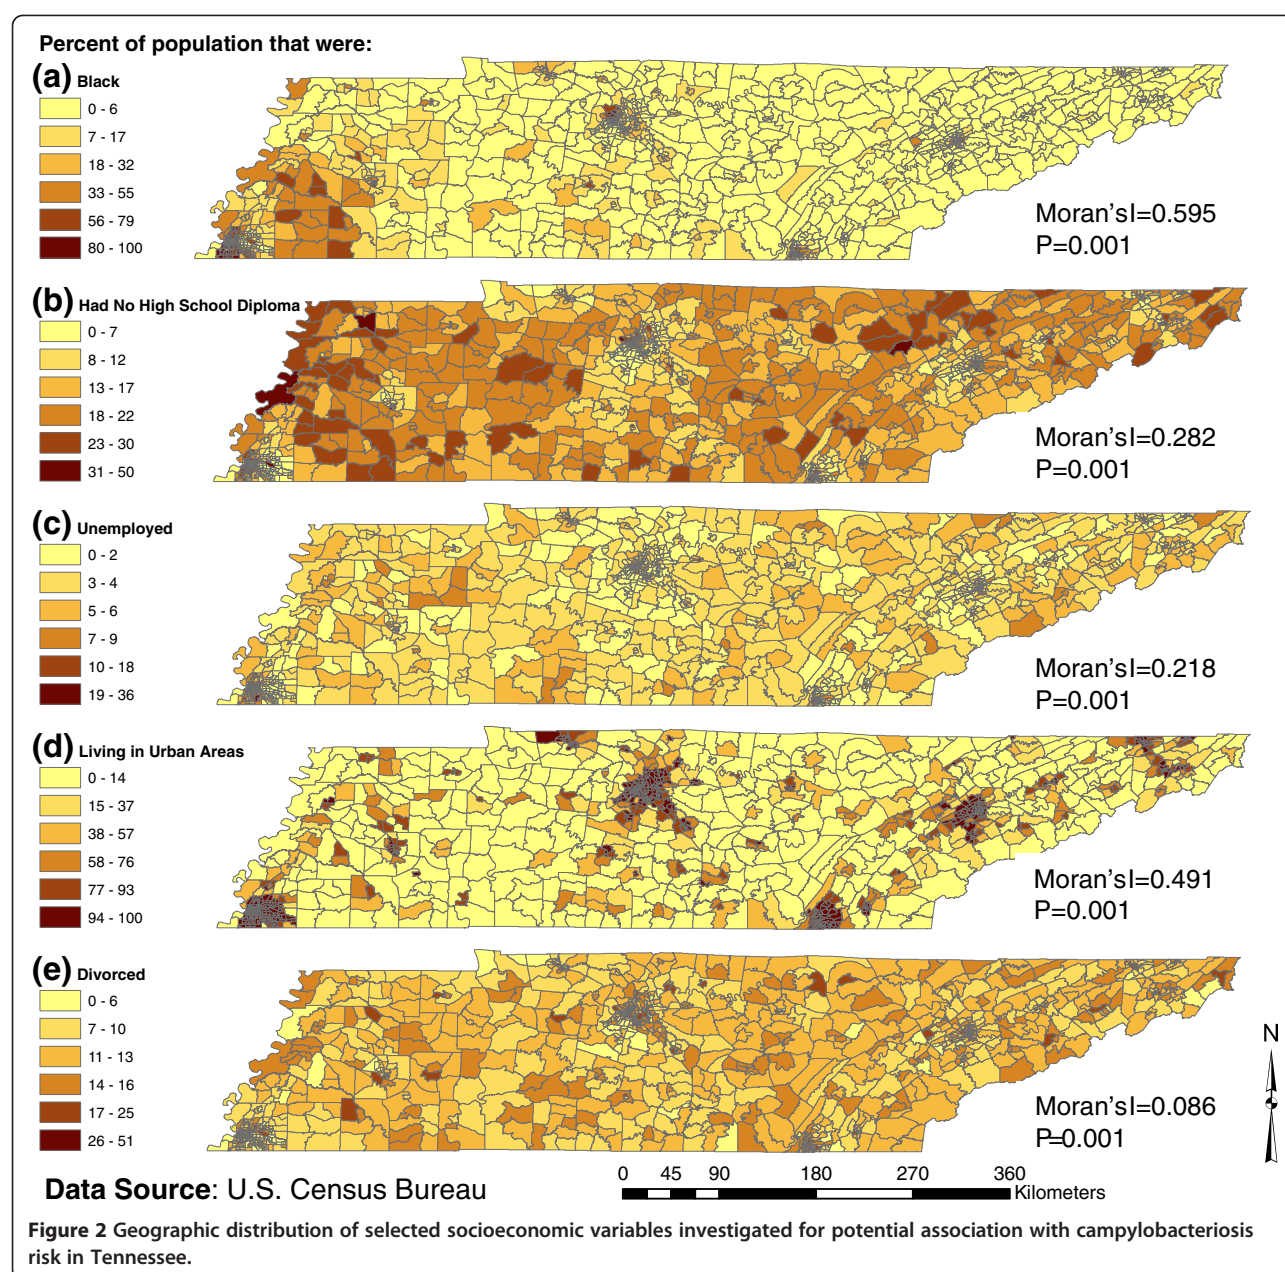 Percent of population that were:
(a) Black
0 - 6
7 - 17
18 - 32
33 - 55
56 - 79
80 - 100
Moran'sI=0.595
P=0.001
(b) Had No High School Diploma
0 - 7
8 - 12
13 - 17
18 - 22
23 - 30
31 - 50
Moran'sI=0.282
P=0.001
(c) Unemployed
0 - 2
3 - 4
5 - 6
7 - 9
10 - 18
19 - 36
Moran'sI=0.218
P=0.001
(d) Living in Urban Areas
0 - 14
15 - 37
38 - 57
58 - 76
77 - 93
94 - 100
Moran'sI=0.491
P=0.001
(e) Divorced
0 - 6
7 - 10
11 - 13
14 - 16
17 - 25
26 - 51
Moran'sI=0.086
P=0.001
N
0 45 90 180 270 360
Kilometers
Data Source: U.S. Census Bureau
Figure 2 Geographic distribution of selected socioeconomic variables investigated for potential association with campylobacteriosis
risk in Tennessee.